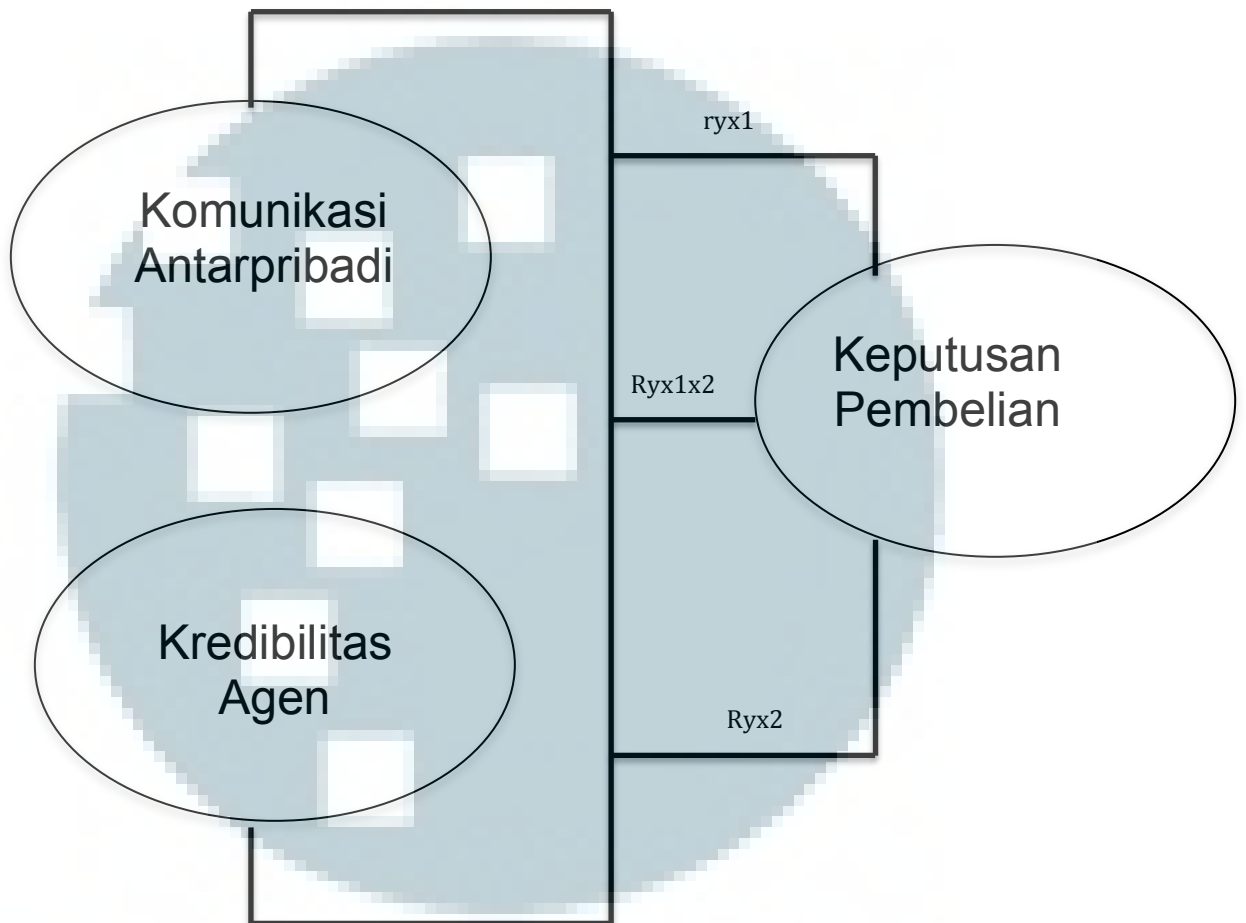 ryx1
Komunikasi
Antarpribadi
Keputusan
Pembelian
Ryx1x2
Kredibilitas
Agen
Ryx2